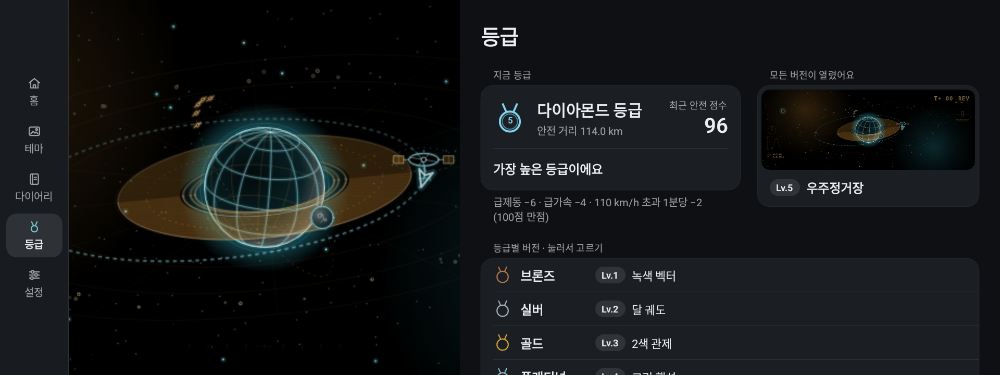 홈
테마
다이어리
등급
설정
등급
지금 등급
5
다이아몬드 등급
안전 거리 114.0 km
최근 안전 점수
96
가장 높은 등급이에요
급제동 −6 · 급가속 −4 · 110 km/h 초과 1분당 −2
(100점 만점)
모든 버전이 열렸어요
Lv.5 우주정거장
등급별 버전 · 눌러서 고르기
브론즈 Lv.1 녹색 벡터
실버 Lv.2 달 궤도
골드 Lv.3 2색 관제